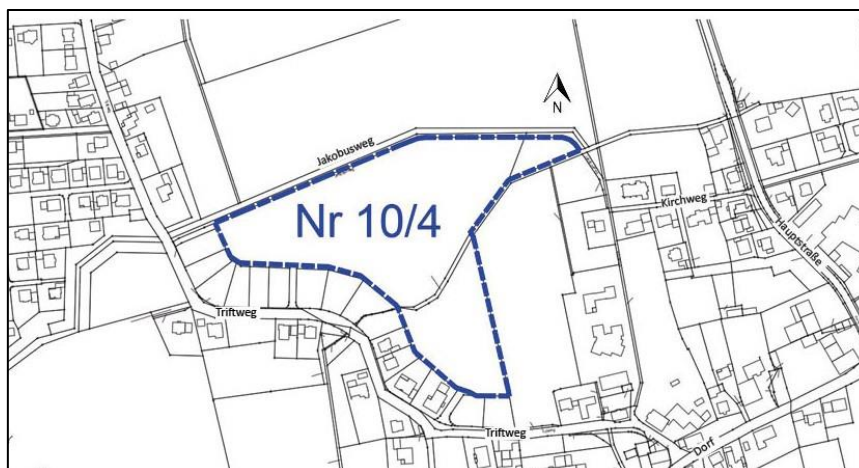 Jakobusweg
N
Nr 10/4
Kirchweg
Hauptstraße
Triftweg
Triftweg
Dorf